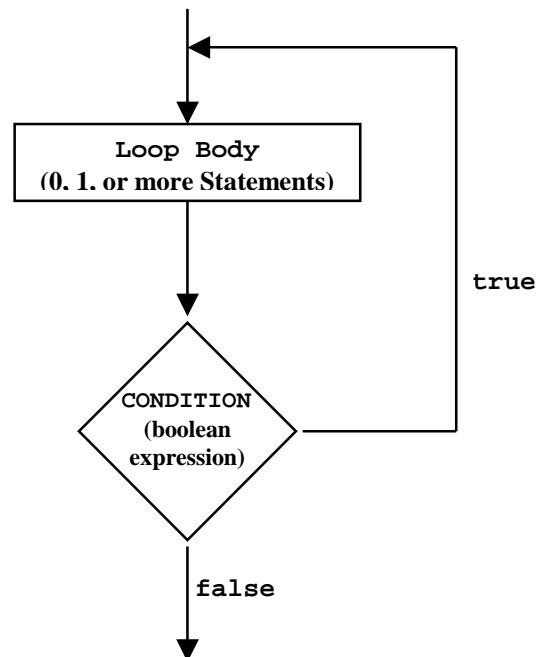 Loop Body
(0, 1, or more Statements)
true
CONDITION
(boolean
expression)
false